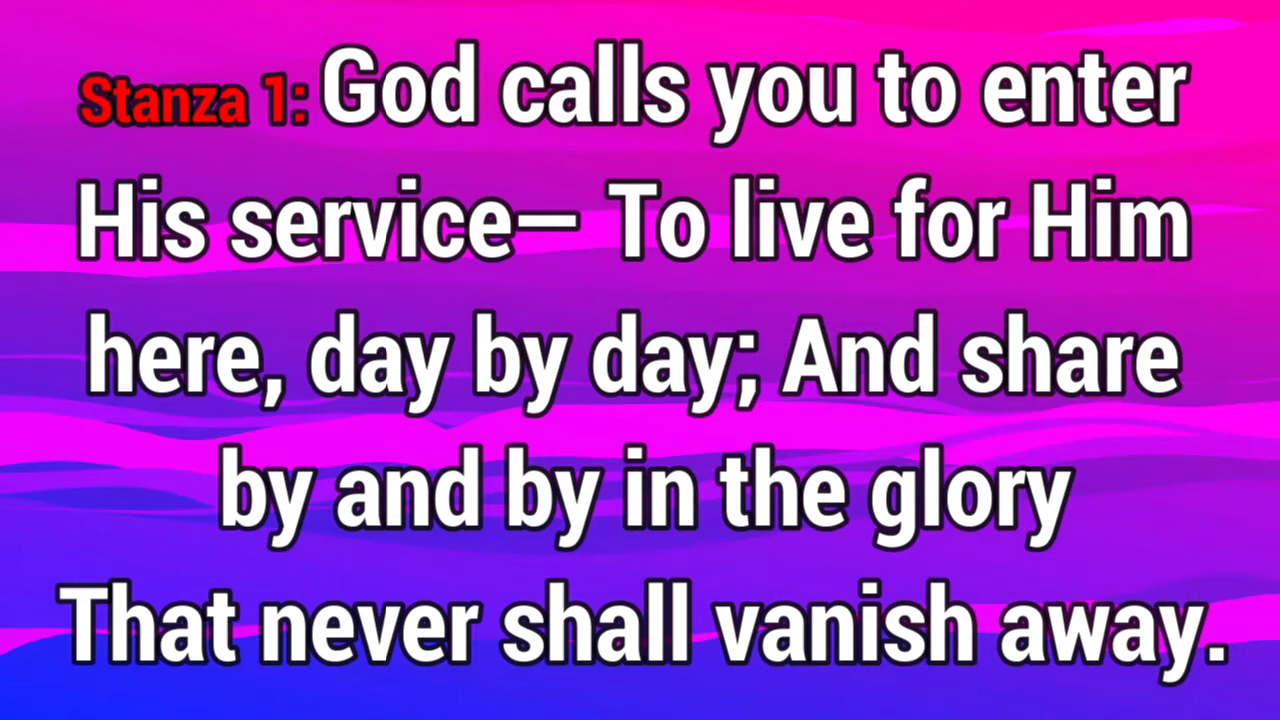 Stanza 1: God calls you to enter
His service— To live for Him
here, day by day; And share
by and by in the glory
That never shall vanish away.